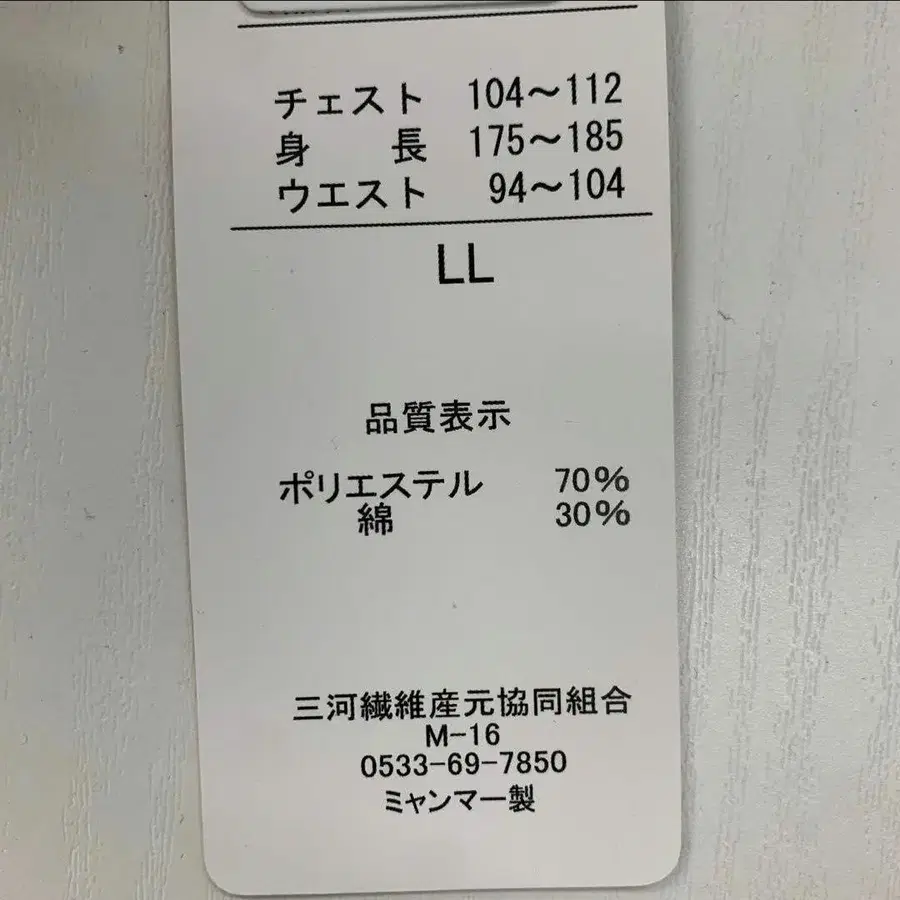 チェスト 104～112
身長 175～185
ウエスト 94～104
LL
品質表示
ポリエステル 70%
綿 30%
三河繊維産元協同組合
M-16
0533-69-7850
ミャンマー製